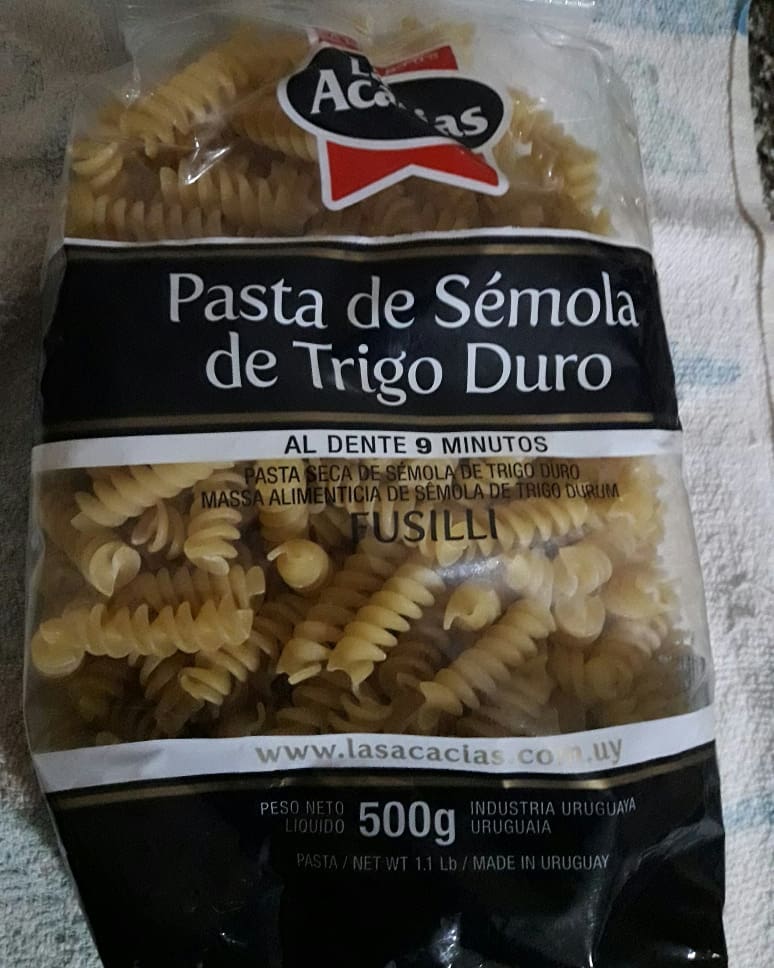 Las
Acacias
Pasta de Sémola
de Trigo Duro
AL DENTE 9 MINUTOS
PASTA SECA DE SÉMOLA DE TRIGO DURO
MASSA ALIMENTICIA DE SÊMOLA DE TRIGO DURUM
FUSILLI
www.lasacacias.com.uy
PESO NETO
LIQUIDO
500g
INDUSTRIA URUGUAYA
URUGUAIA
PASTA / NET WT 1.1 Lb / MADE IN URUGUAY